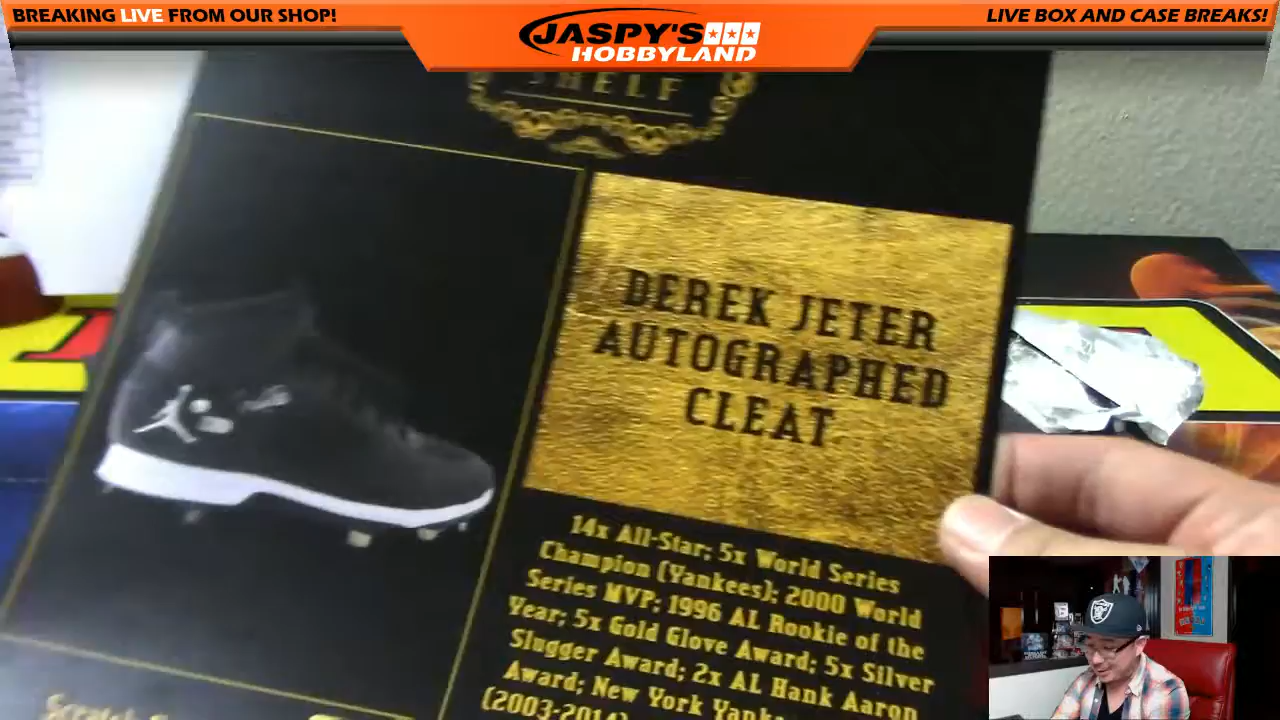 BREAKING LIVE FROM OUR SHOP!
JASPY'S
HOBBYLAND
LIVE BOX AND CASE BREAKS!
SHELF
DEREK JETER
AUTOGRAPHED
CLEAT
14x All-Star; 5x World Series
Champion (Yankees); 2000 World
Series MVP; 1996 AL Rookie of the
Year; 5x Gold Glove Award; 5x Silver
Slugger Award; 2x AL Hank Aaron
Award; New York
(2003-2014)